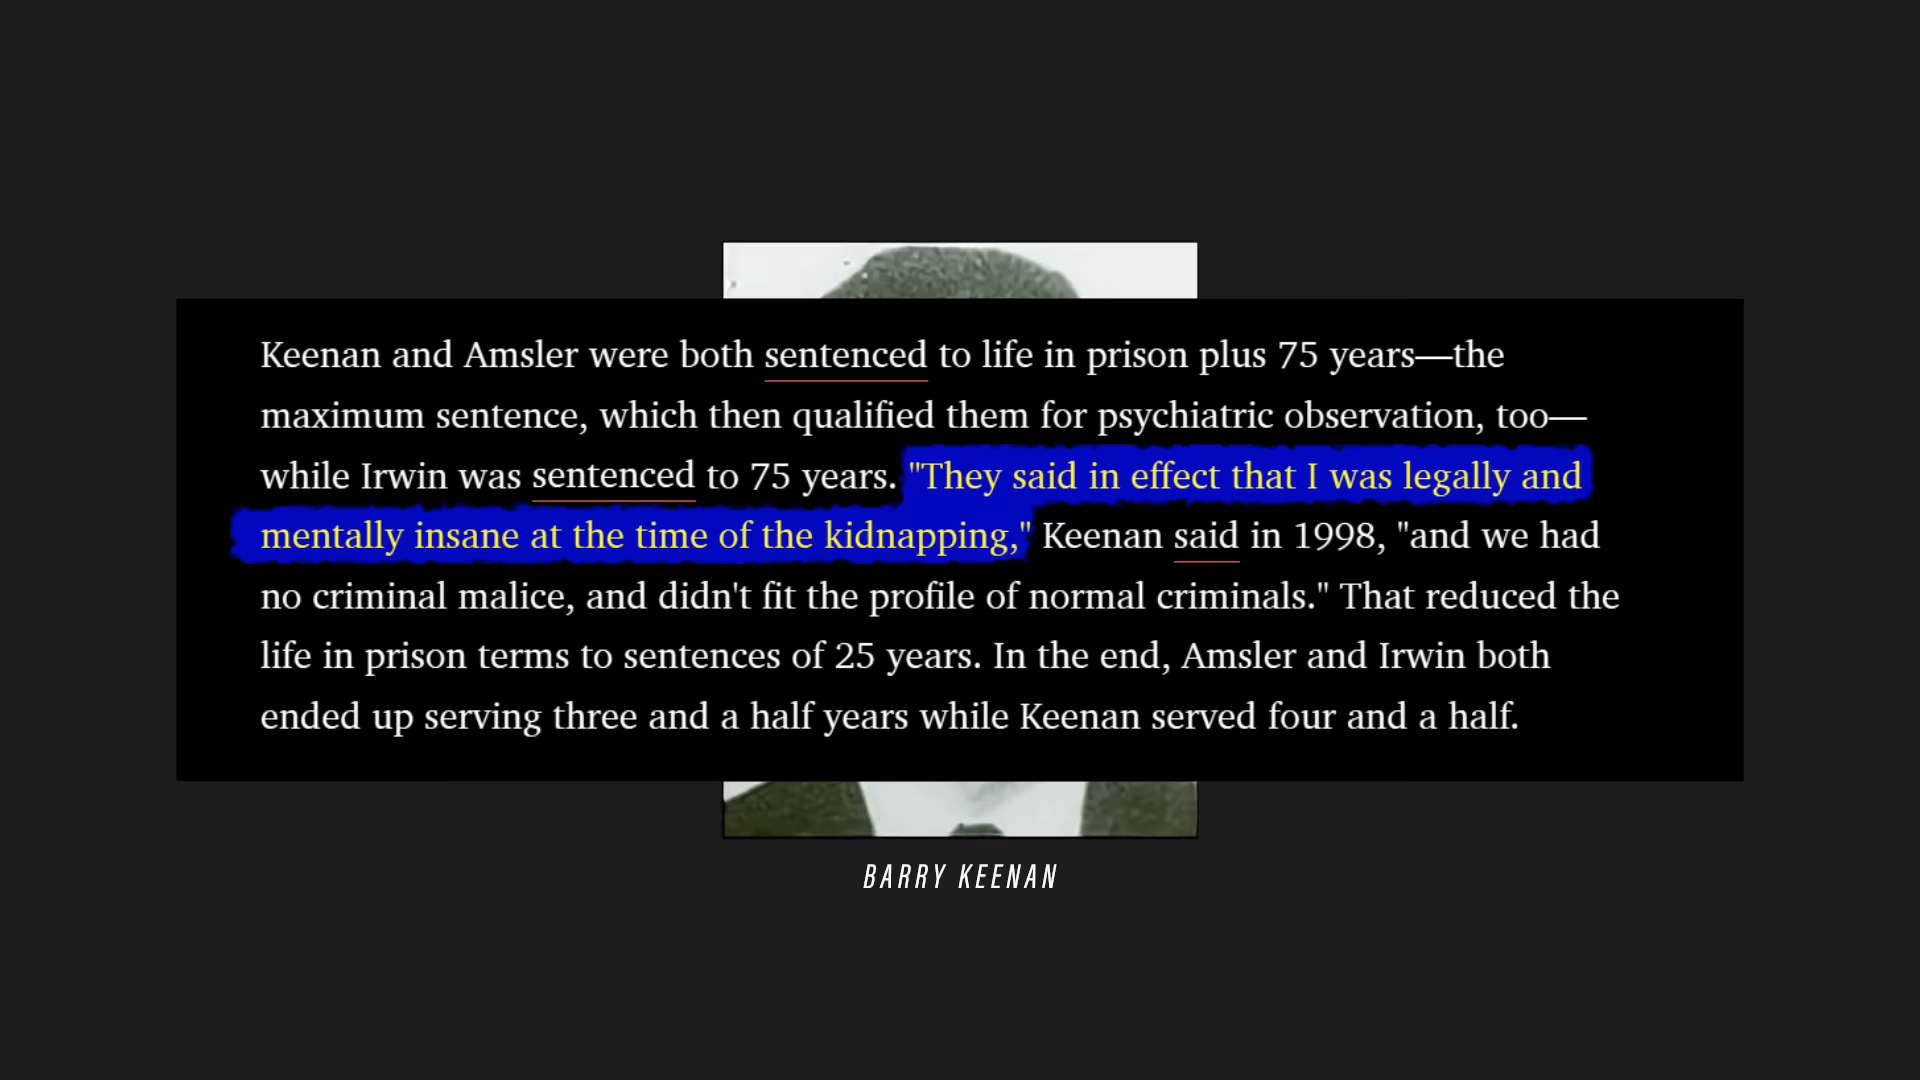 Keenan and Amsler were both sentenced to life in prison plus 75 years—the
maximum sentence, which then qualified them for psychiatric observation, too—
while Irwin was sentenced to 75 years. "They said in effect that I was legally and
mentally insane at the time of the kidnapping," Keenan said in 1998, "and we had
no criminal malice, and didn't fit the profile of normal criminals." That reduced the
life in prison terms to sentences of 25 years. In the end, Amsler and Irwin both
ended up serving three and a half years while Keenan served four and a half.
BARRY KEENAN